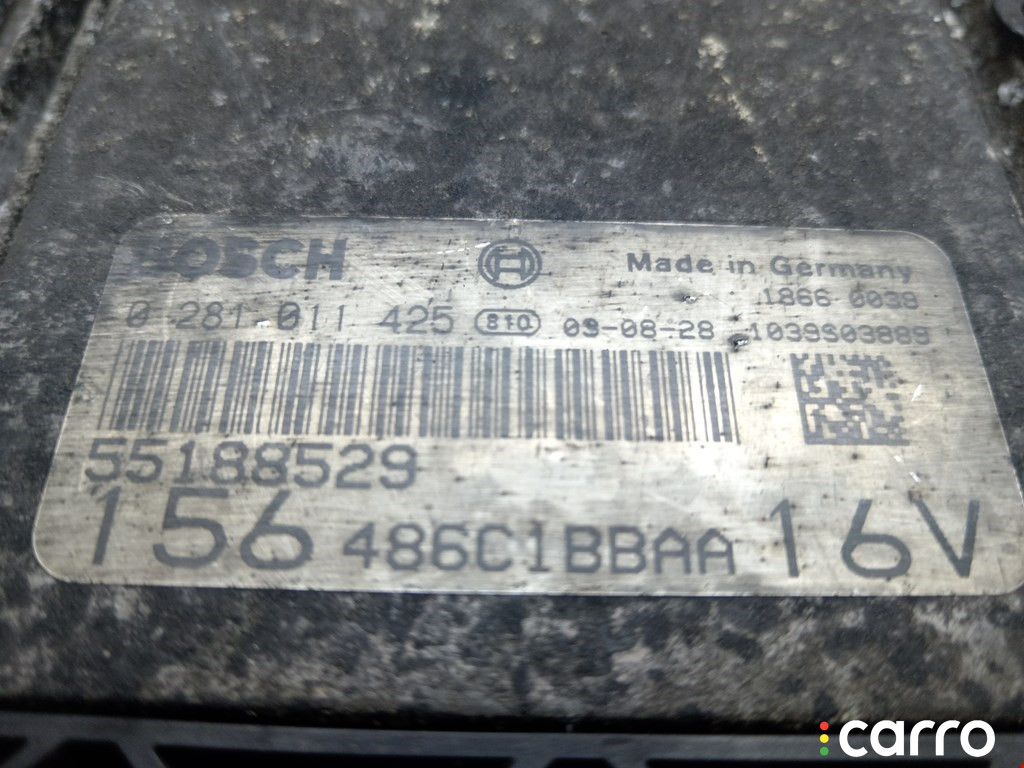 BOSCH
Made in Germany
1866 0039
0 281 011 425 810 03-08-28 1039S03889
55188529
156 486C1BBAA 16V
carro